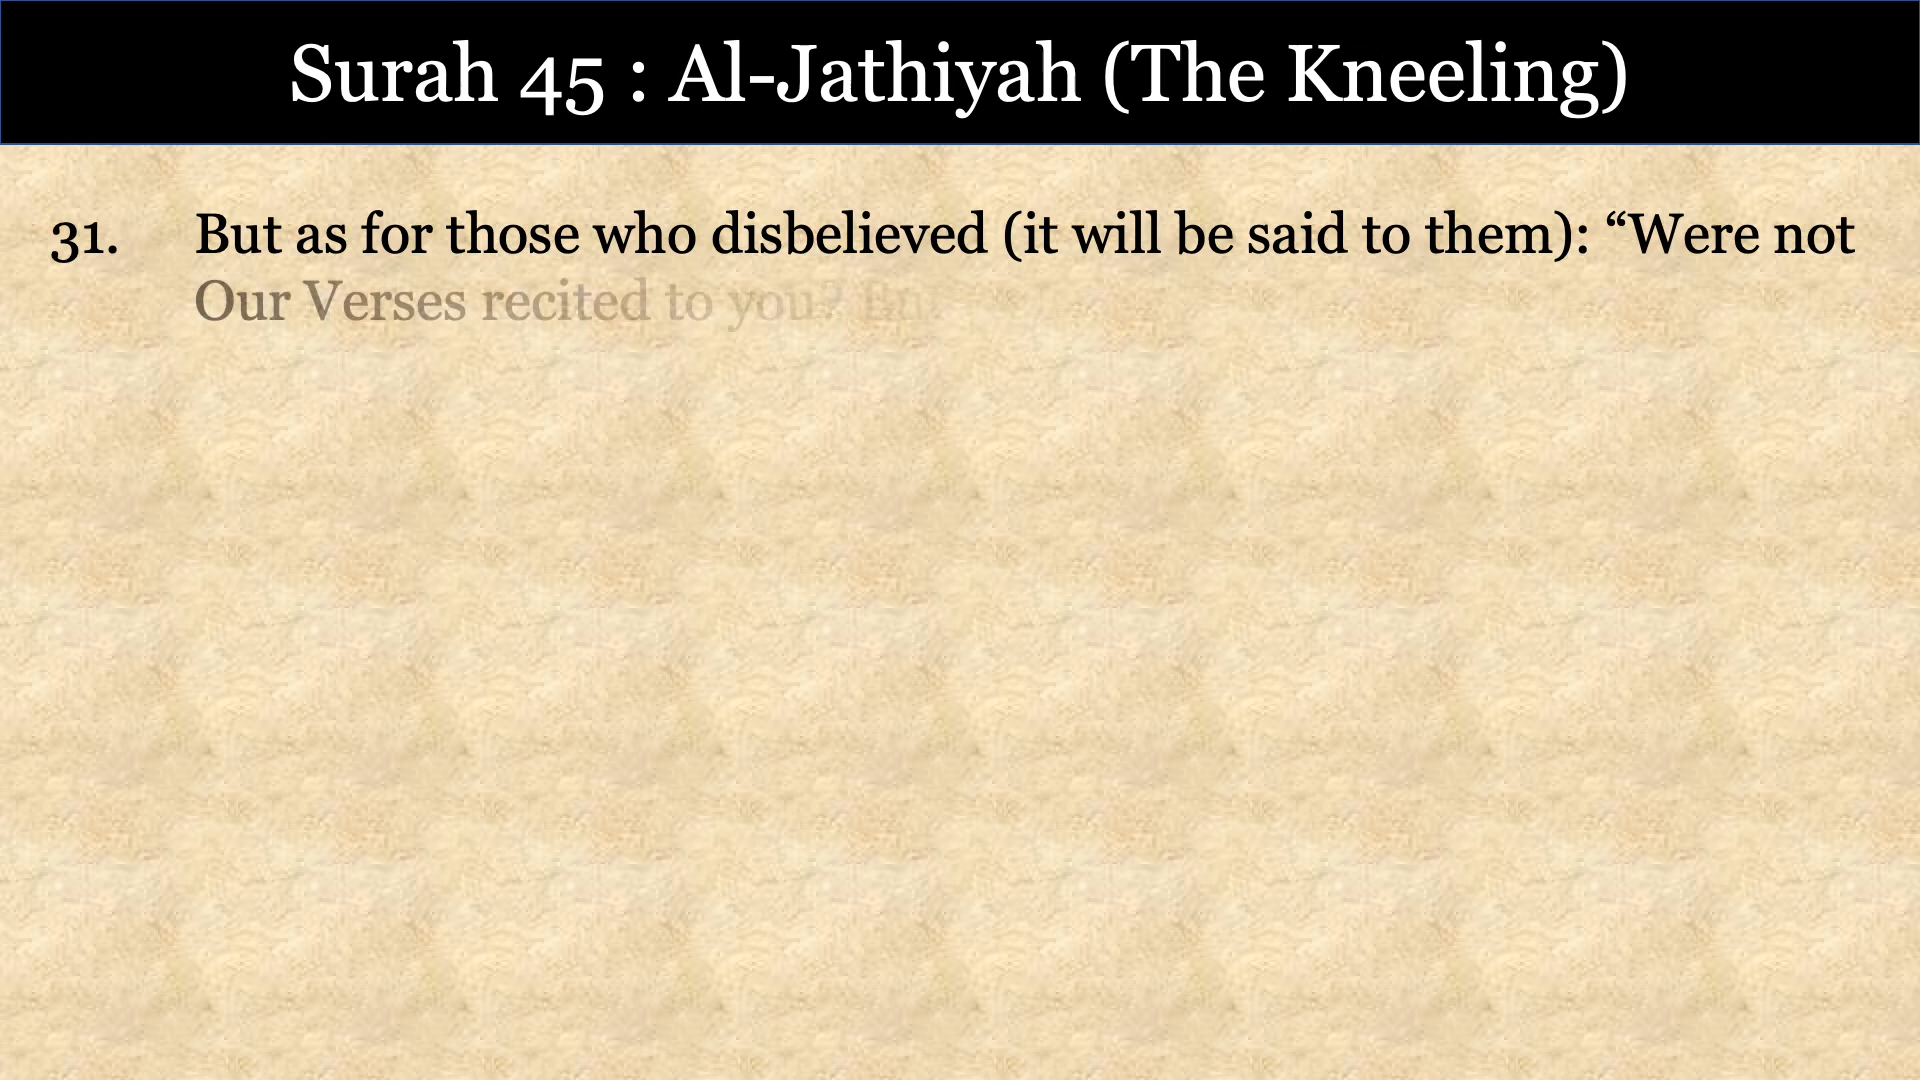 Surah 45 : Al-Jathiyah (The Kneeling)
31. But as for those who disbelieved (it will be said to them): “Were not
Our Verses recited to you? But